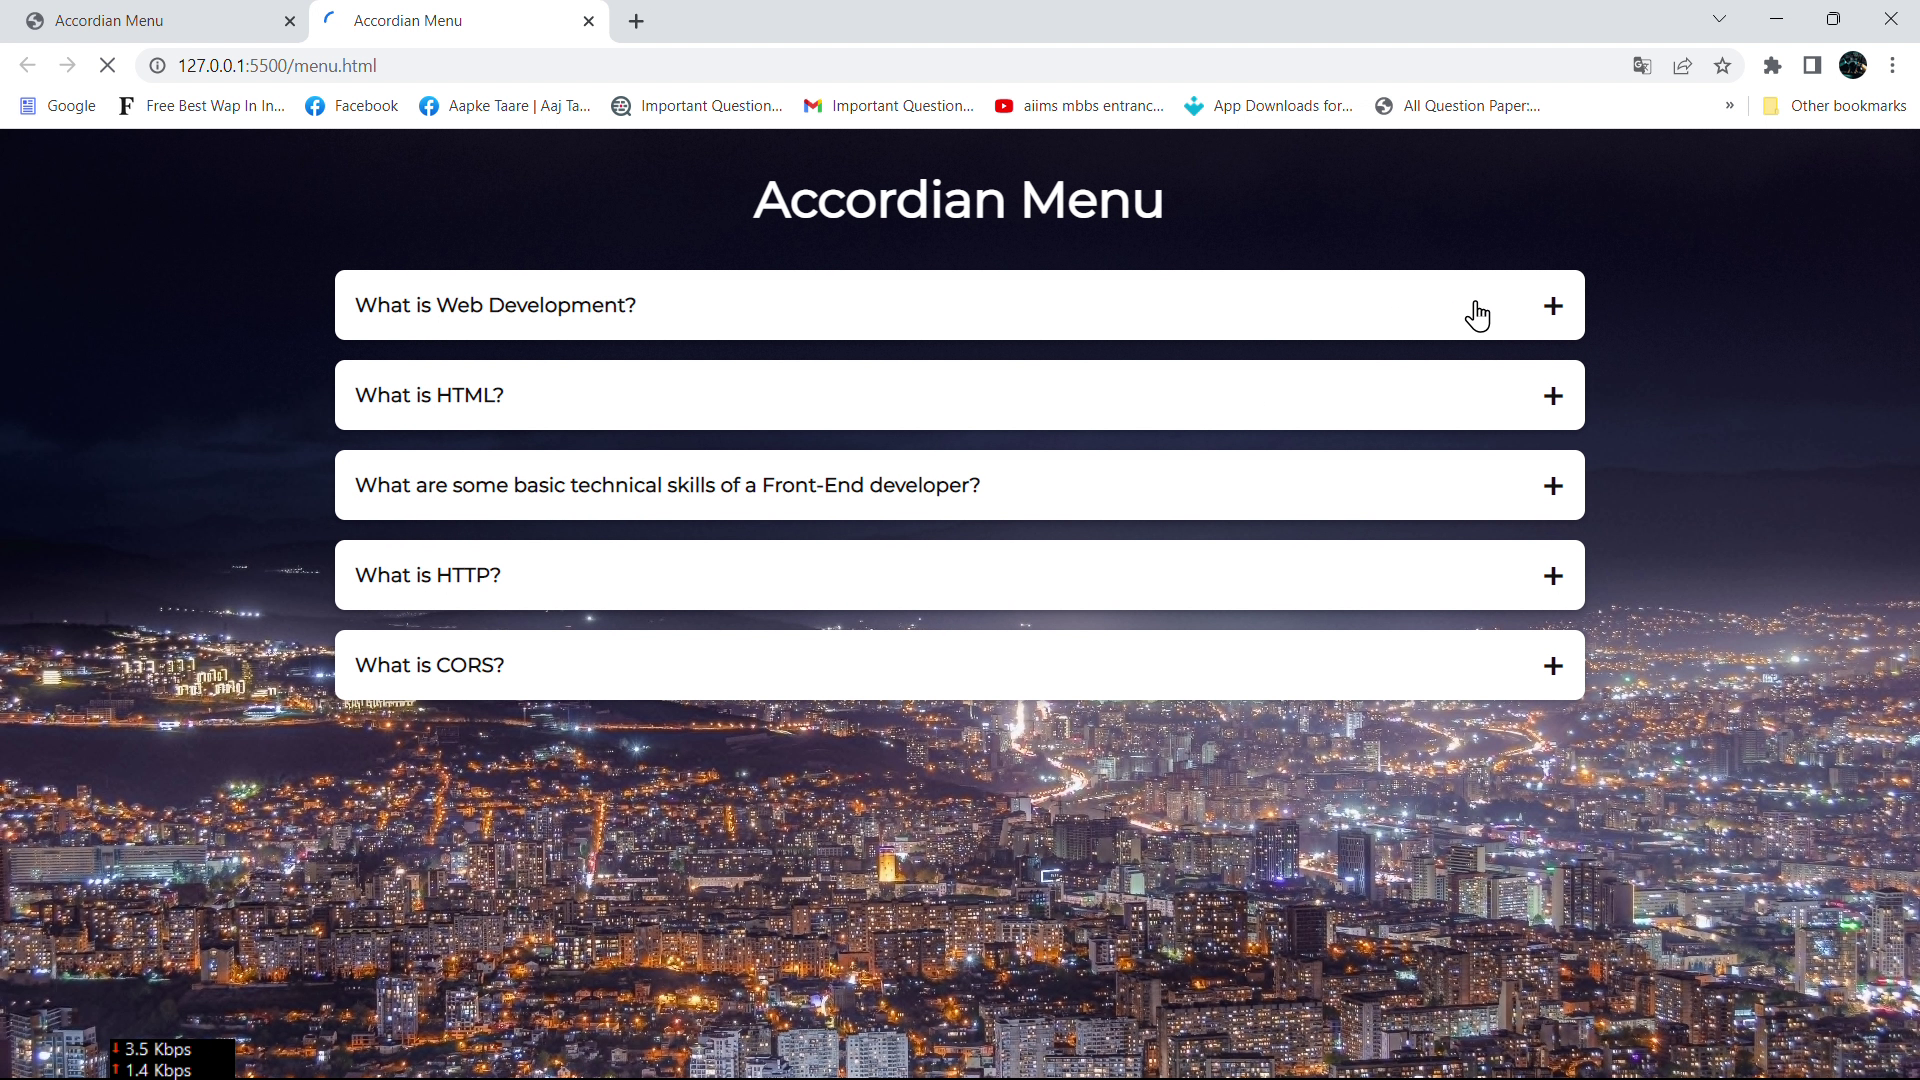 Accordian Menu
Accordian Menu
127.0.0.1:5500/menu.html
Google
Free Best Wap In In...
Facebook
Aapke Taare | Aaj Ta...
Important Question...
Important Question...
aiims mbbs entranc...
App Downloads for...
All Question Paper:...
»
Other bookmarks
Accordian Menu
What is Web Development?
+
What is HTML?
+
What are some basic technical skills of a Front-End developer?
+
What is HTTP?
+
What is CORS?
+
3.5 Kbps
1.4 Kbps